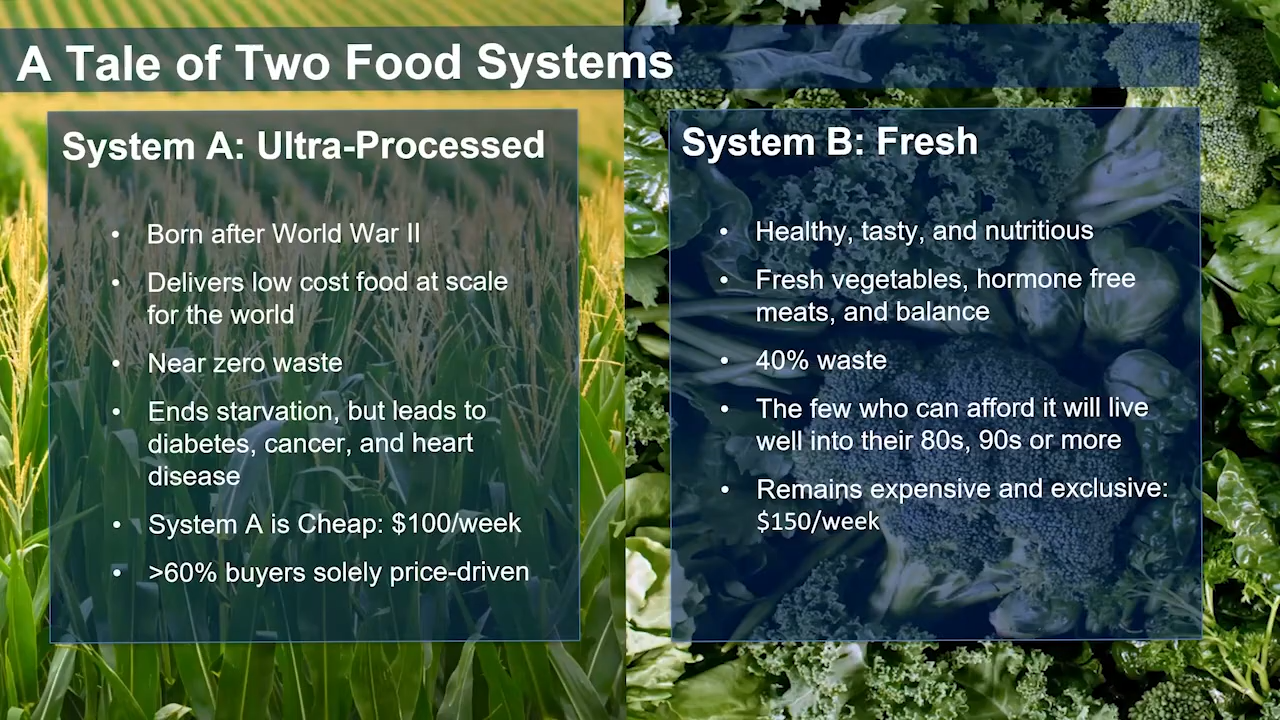 A Tale of Two Food Systems
System A: Ultra-Processed
• Born after World War II
• Delivers low cost food at scale
for the world
• Near zero waste
• Ends starvation, but leads to
diabetes, cancer, and heart
disease
• System A is Cheap: $100/week
• >60% buyers solely price-driven
System B: Fresh
• Healthy, tasty, and nutritious
• Fresh vegetables, hormone free
meats, and balance
• 40% waste
• The few who can afford it will live
well into their 80s, 90s or more
• Remains expensive and exclusive:
$150/week